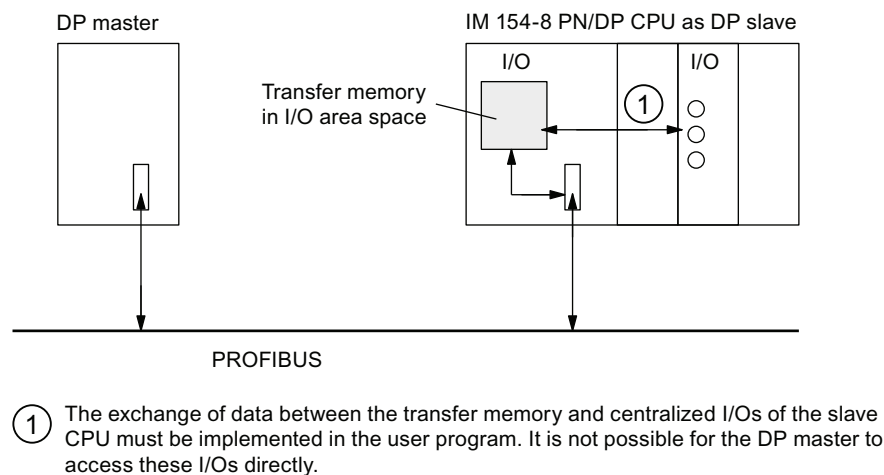 DP master
IM 154-8 PN/DP CPU as DP slave
I/O
I/O
Transfer memory
in I/O area space
1
PROFIBUS
1
The exchange of data between the transfer memory and centralized I/Os of the slave
CPU must be implemented in the user program. It is not possible for the DP master to
access these I/Os directly.